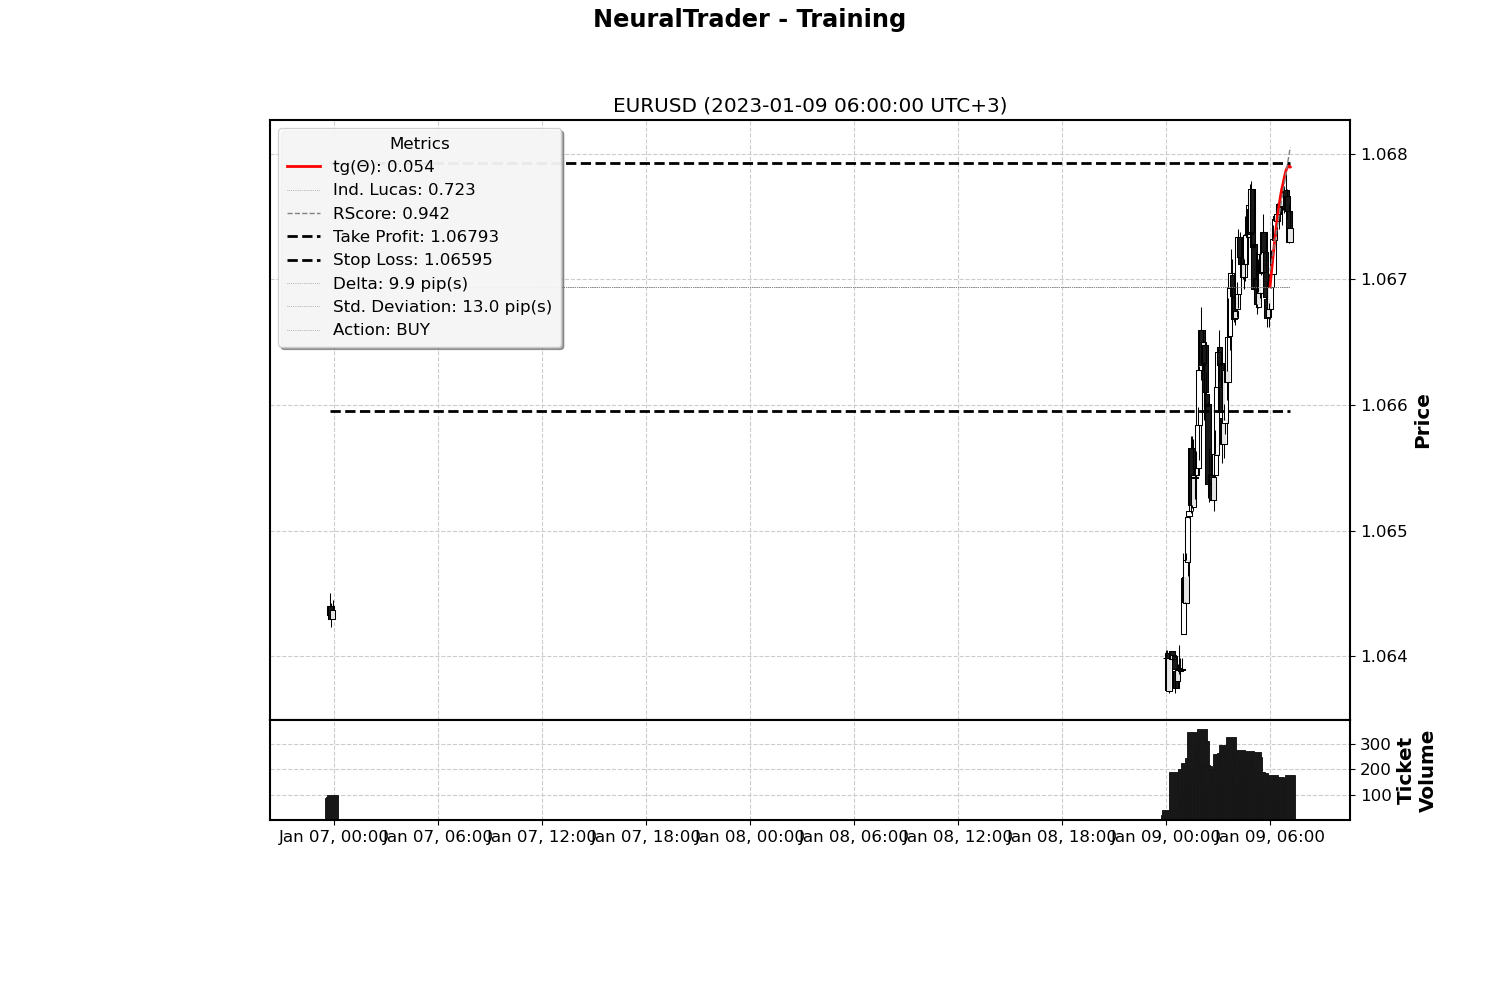 NeuralTrader - Training
EURUSD (2023-01-09 06:00:00 UTC+3)
Metrics
tg(Θ): 0.054
Ind. Lucas: 0.723
RScore: 0.942
Take Profit: 1.06793
Stop Loss: 1.06595
Delta: 9.9 pip(s)
Std. Deviation: 13.0 pip(s)
Action: BUY
1.068
1.067
1.066
1.065
1.064
Price
300
200
100
Ticket
Volume
Jan 07, 00:00
Jan 07, 06:00
Jan 07, 12:00
Jan 07, 18:00
Jan 08, 00:00
Jan 08, 06:00
Jan 08, 12:00
Jan 08, 18:00
Jan 09, 00:00
Jan 09, 06:00